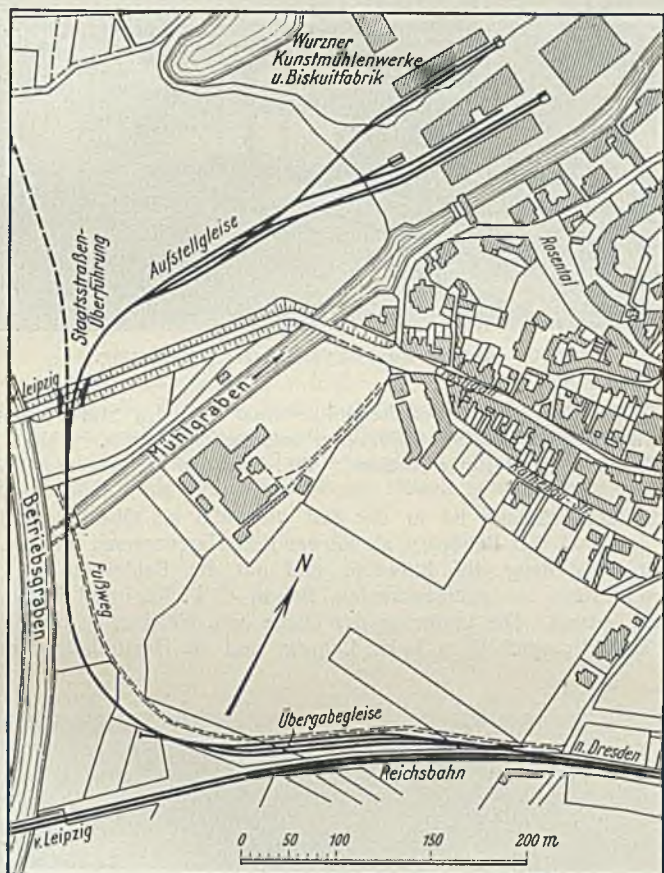 Wurzner
Kunstmühlenwerke
u. Biskuitfabrik
Aufstellgleise
Staatsstraßen-
Überführung
Rosental
Leipzig
Mühlgraben
Betriebsgraben
Fußweg
N
Übergabegleise
n. Dresden
Reichsbahn
v. Leipzig
0 50 100 150 200 m